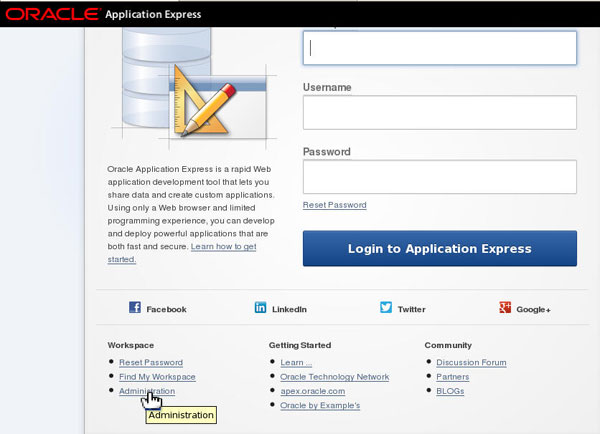 ORACLE Application Express
Username
Password
Reset Password
Login to Application Express
Oracle Application Express is a rapid Web
application development tool that lets you
share data and create custom applications.
Using only a Web browser and limited
programming experience, you can develop
and deploy powerful applications that are
both fast and secure. Learn how to get
started.
Facebook
LinkedIn
Twitter
Google+
Workspace
Reset Password
Find My Workspace
Administration
Administration
Getting Started
Learn ...
Oracle Technology Network
apex.oracle.com
Oracle by Example's
Community
Discussion Forum
Partners
BLOGs